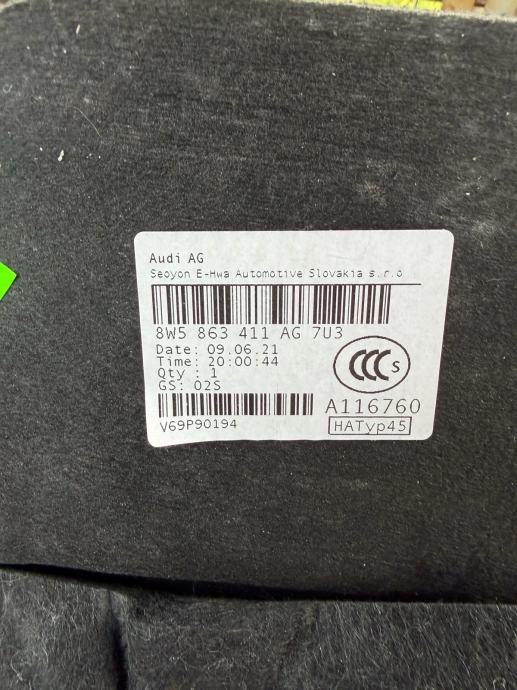 Audi AG
Seoyon E-Hwa Automotive Slovakia s.r.o
8W5 863 411 AG 7U3
Date: 09.06.21
Time: 20:00:44
Qty : 1
GS: 02S
CCC S
A116760
V69P90194
HATyp45